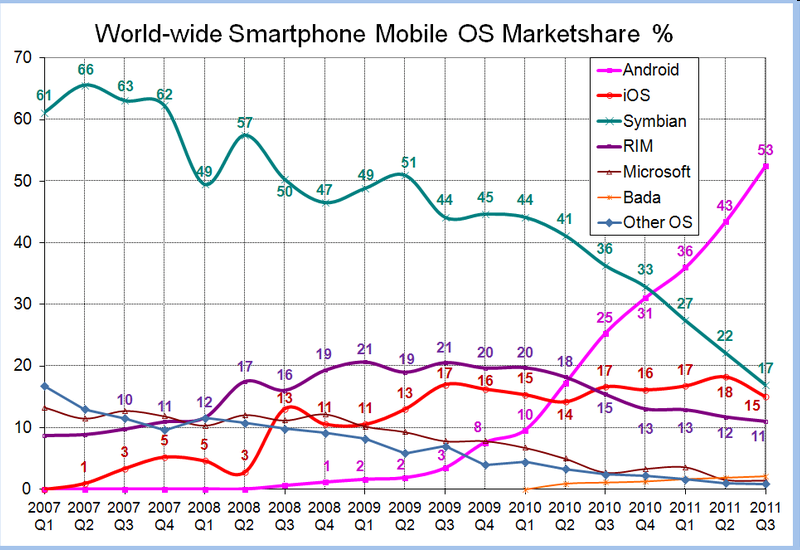 World-wide Smartphone Mobile OS Marketshare %
70
60
50
40
30
20
10
0
Android
iOS
Symbian
RIM
Microsoft
Bada
Other OS
61 66 63 62 49 57 50 47 49 51 44 45 44 41 36 33 27 22 17
10 11 12 17 16 19 21 19 21 20 20 18 15 13 13 12 11
1 3 5 5 3 13 11 11 13 17 16 15 14 17 16 17 18 15
1 2 2 3 8 10 25 31 36 43 53
2007 2007 2007 2007 2008 2008 2008 2008 2009 2009 2009 2009 2010 2010 2010 2010 2011 2011 2011
Q1 Q2 Q3 Q4 Q1 Q2 Q3 Q4 Q1 Q2 Q3 Q4 Q1 Q2 Q3 Q4 Q1 Q2 Q3